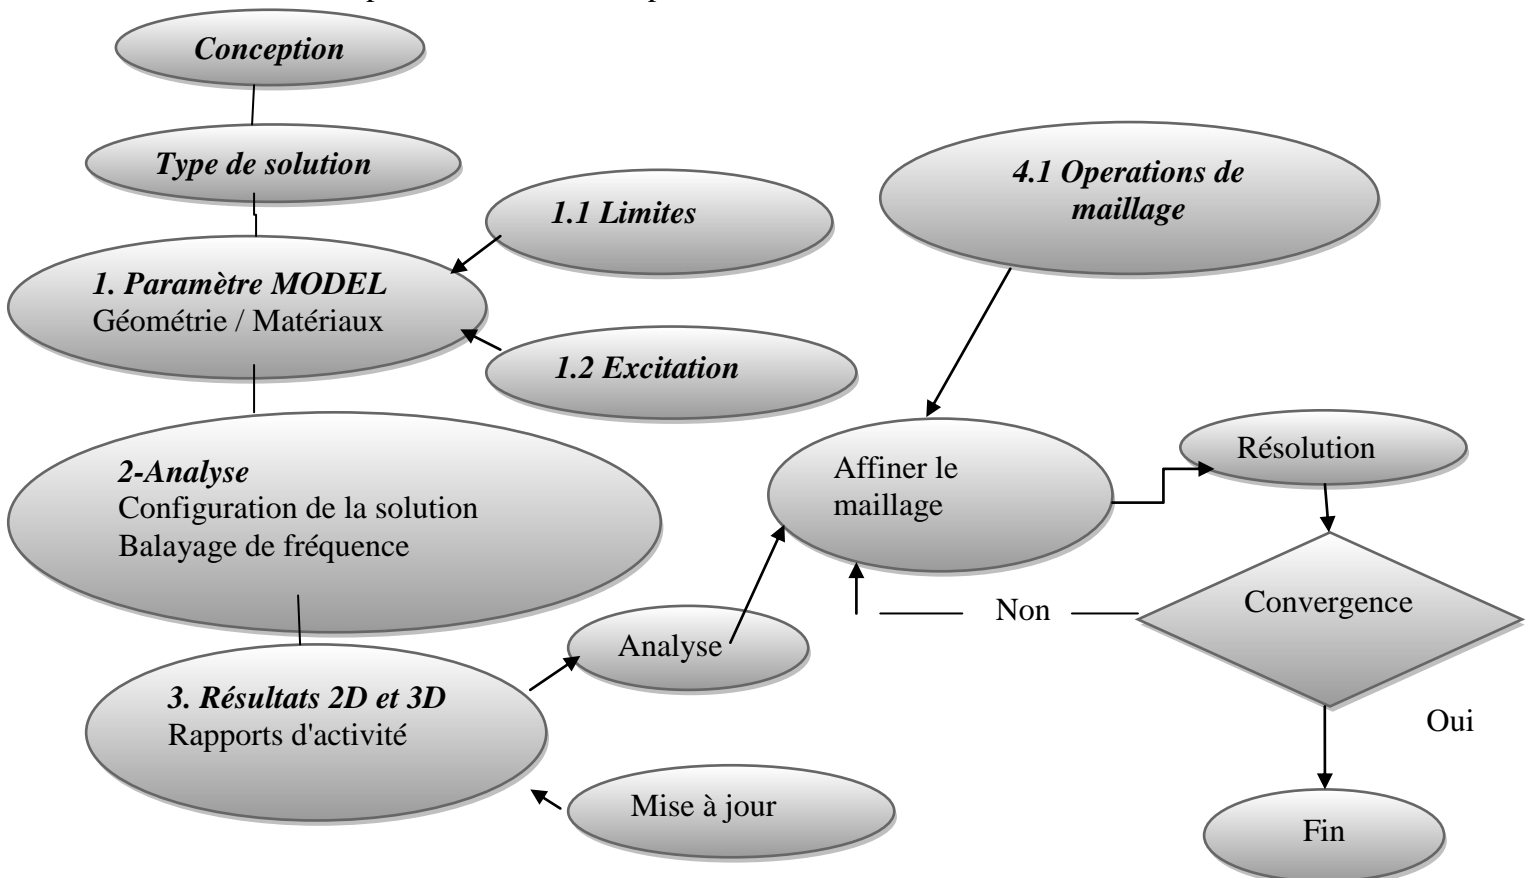 Conception
Type de solution
1.1 Limites
4.1 Operations de
maillage
1. Paramètre MODEL
Géométrie / Matériaux
1.2 Excitation
2-Analyse
Configuration de la solution
Balayage de fréquence
Affiner le
maillage
Résolution
Convergence
Non
Analyse
3. Résultats 2D et 3D
Rapports d'activité
Oui
Mise à jour
Fin